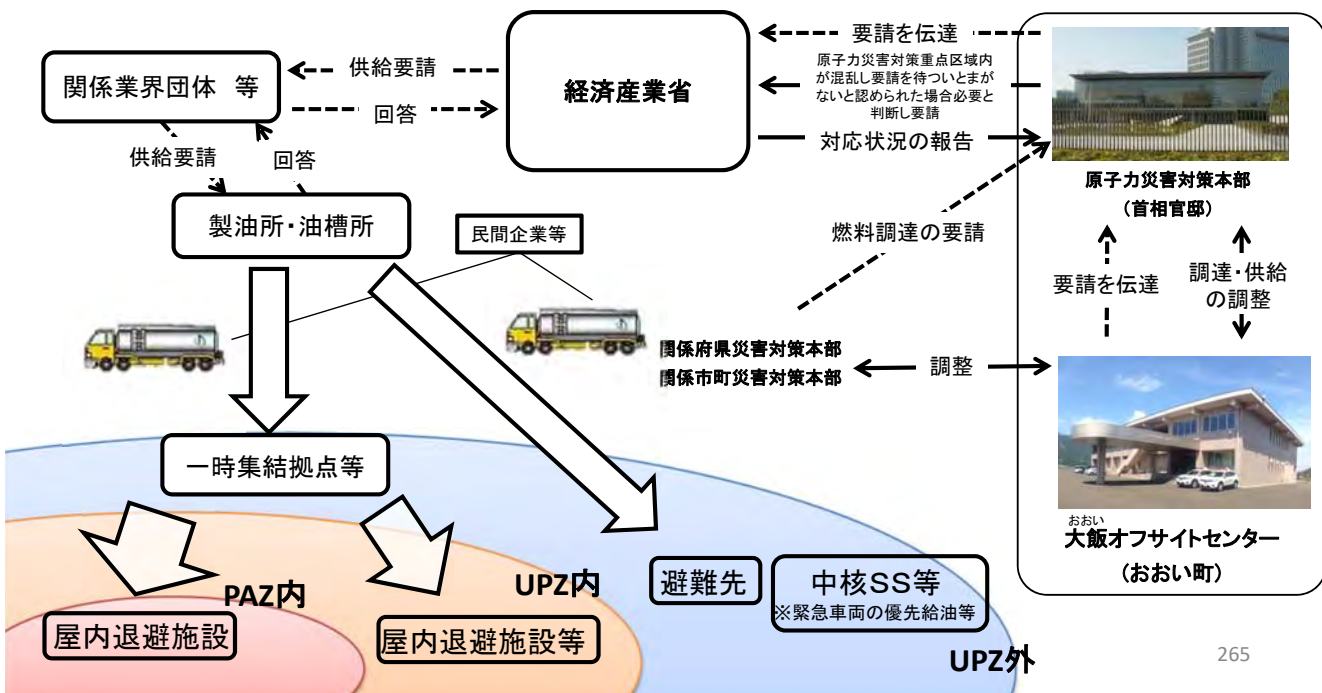 要請を伝達
原子力災害対策重点区域内
が混乱し要請を待ついとまが
ないと認められた場合必要と
判断し要請
対応状況の報告
経済産業省
供給要請
回答
関係業界団体 等
供給要請
回答
製油所・油槽所
民間企業等
燃料調達の要請
原子力災害対策本部
(首相官邸)
要請を伝達
調達・供給
の調整
関係府県災害対策本部
関係市町災害対策本部
調整
おおい
大飯オフサイトセンター
(おおい町)
一時集結拠点等
PAZ内
UPZ内
避難先
中核SS等
※緊急車両の優先給油等
屋内退避施設
屋内退避施設等
UPZ外
265